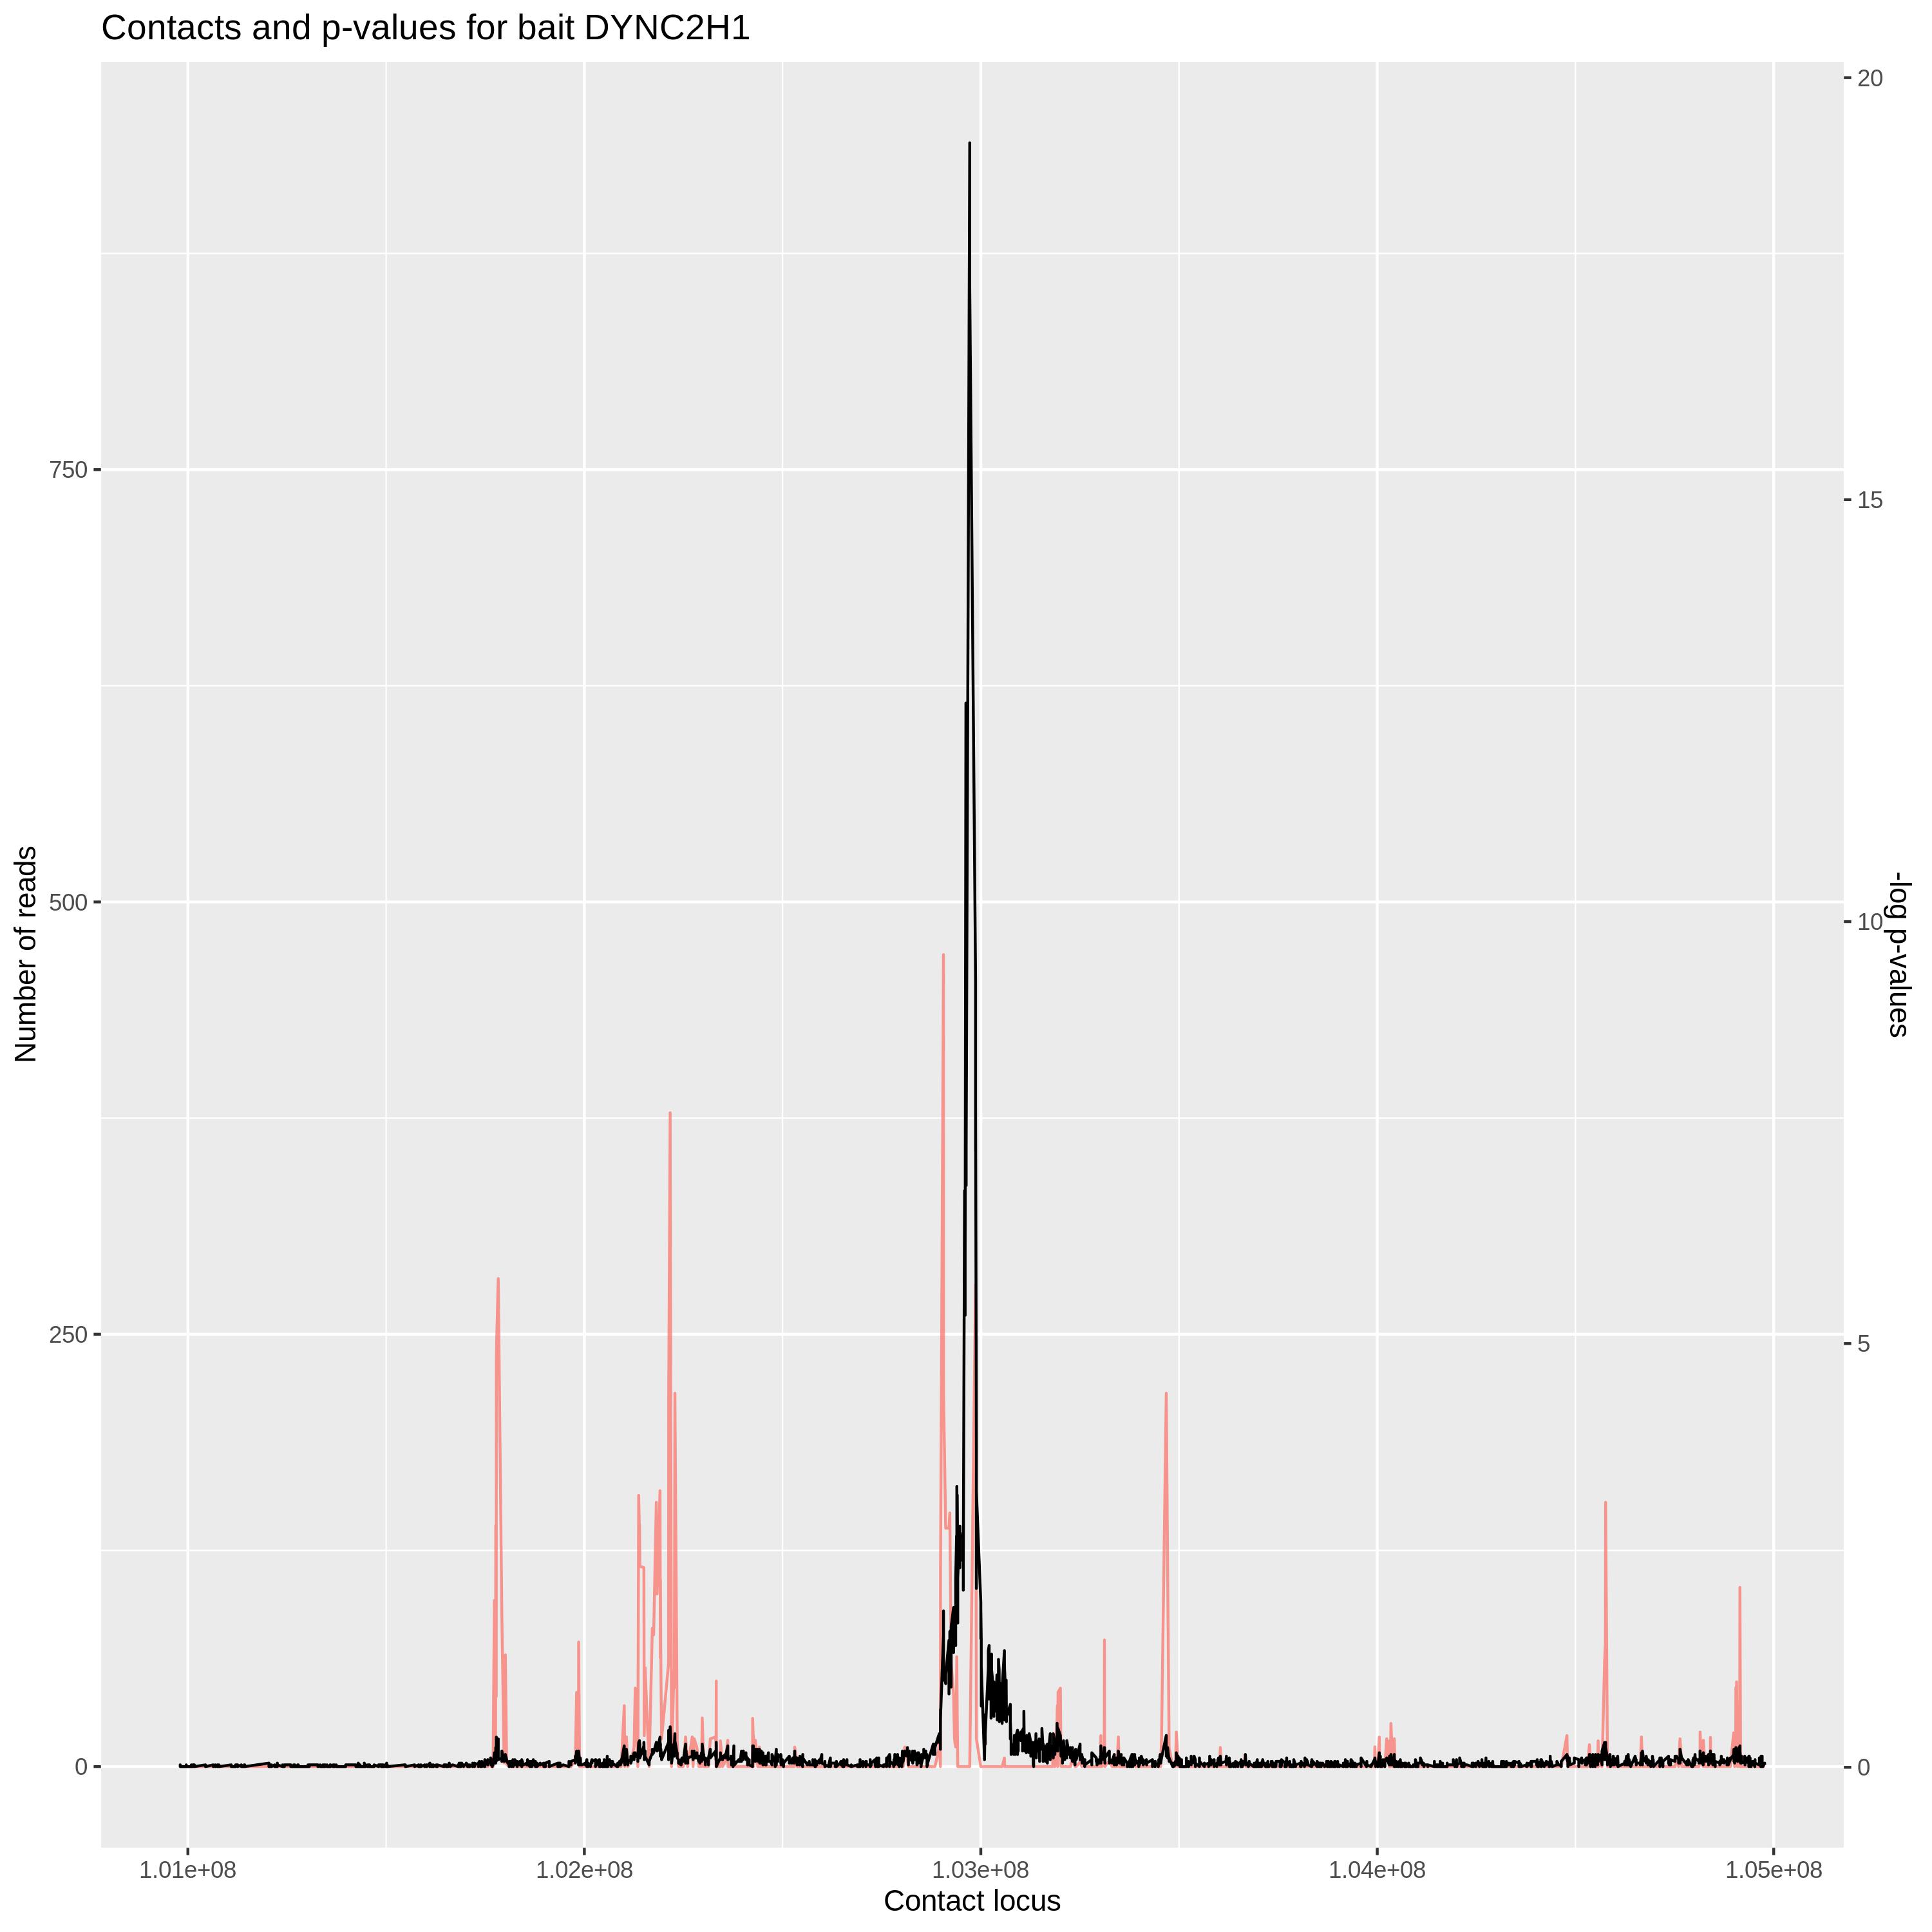 Contacts and p-values for bait DYNC2H1
20
750
15
500
10
Number of reads
-log p-values
250
5
0
0
1.01e+08
1.02e+08
1.03e+08
1.04e+08
1.05e+08
Contact locus